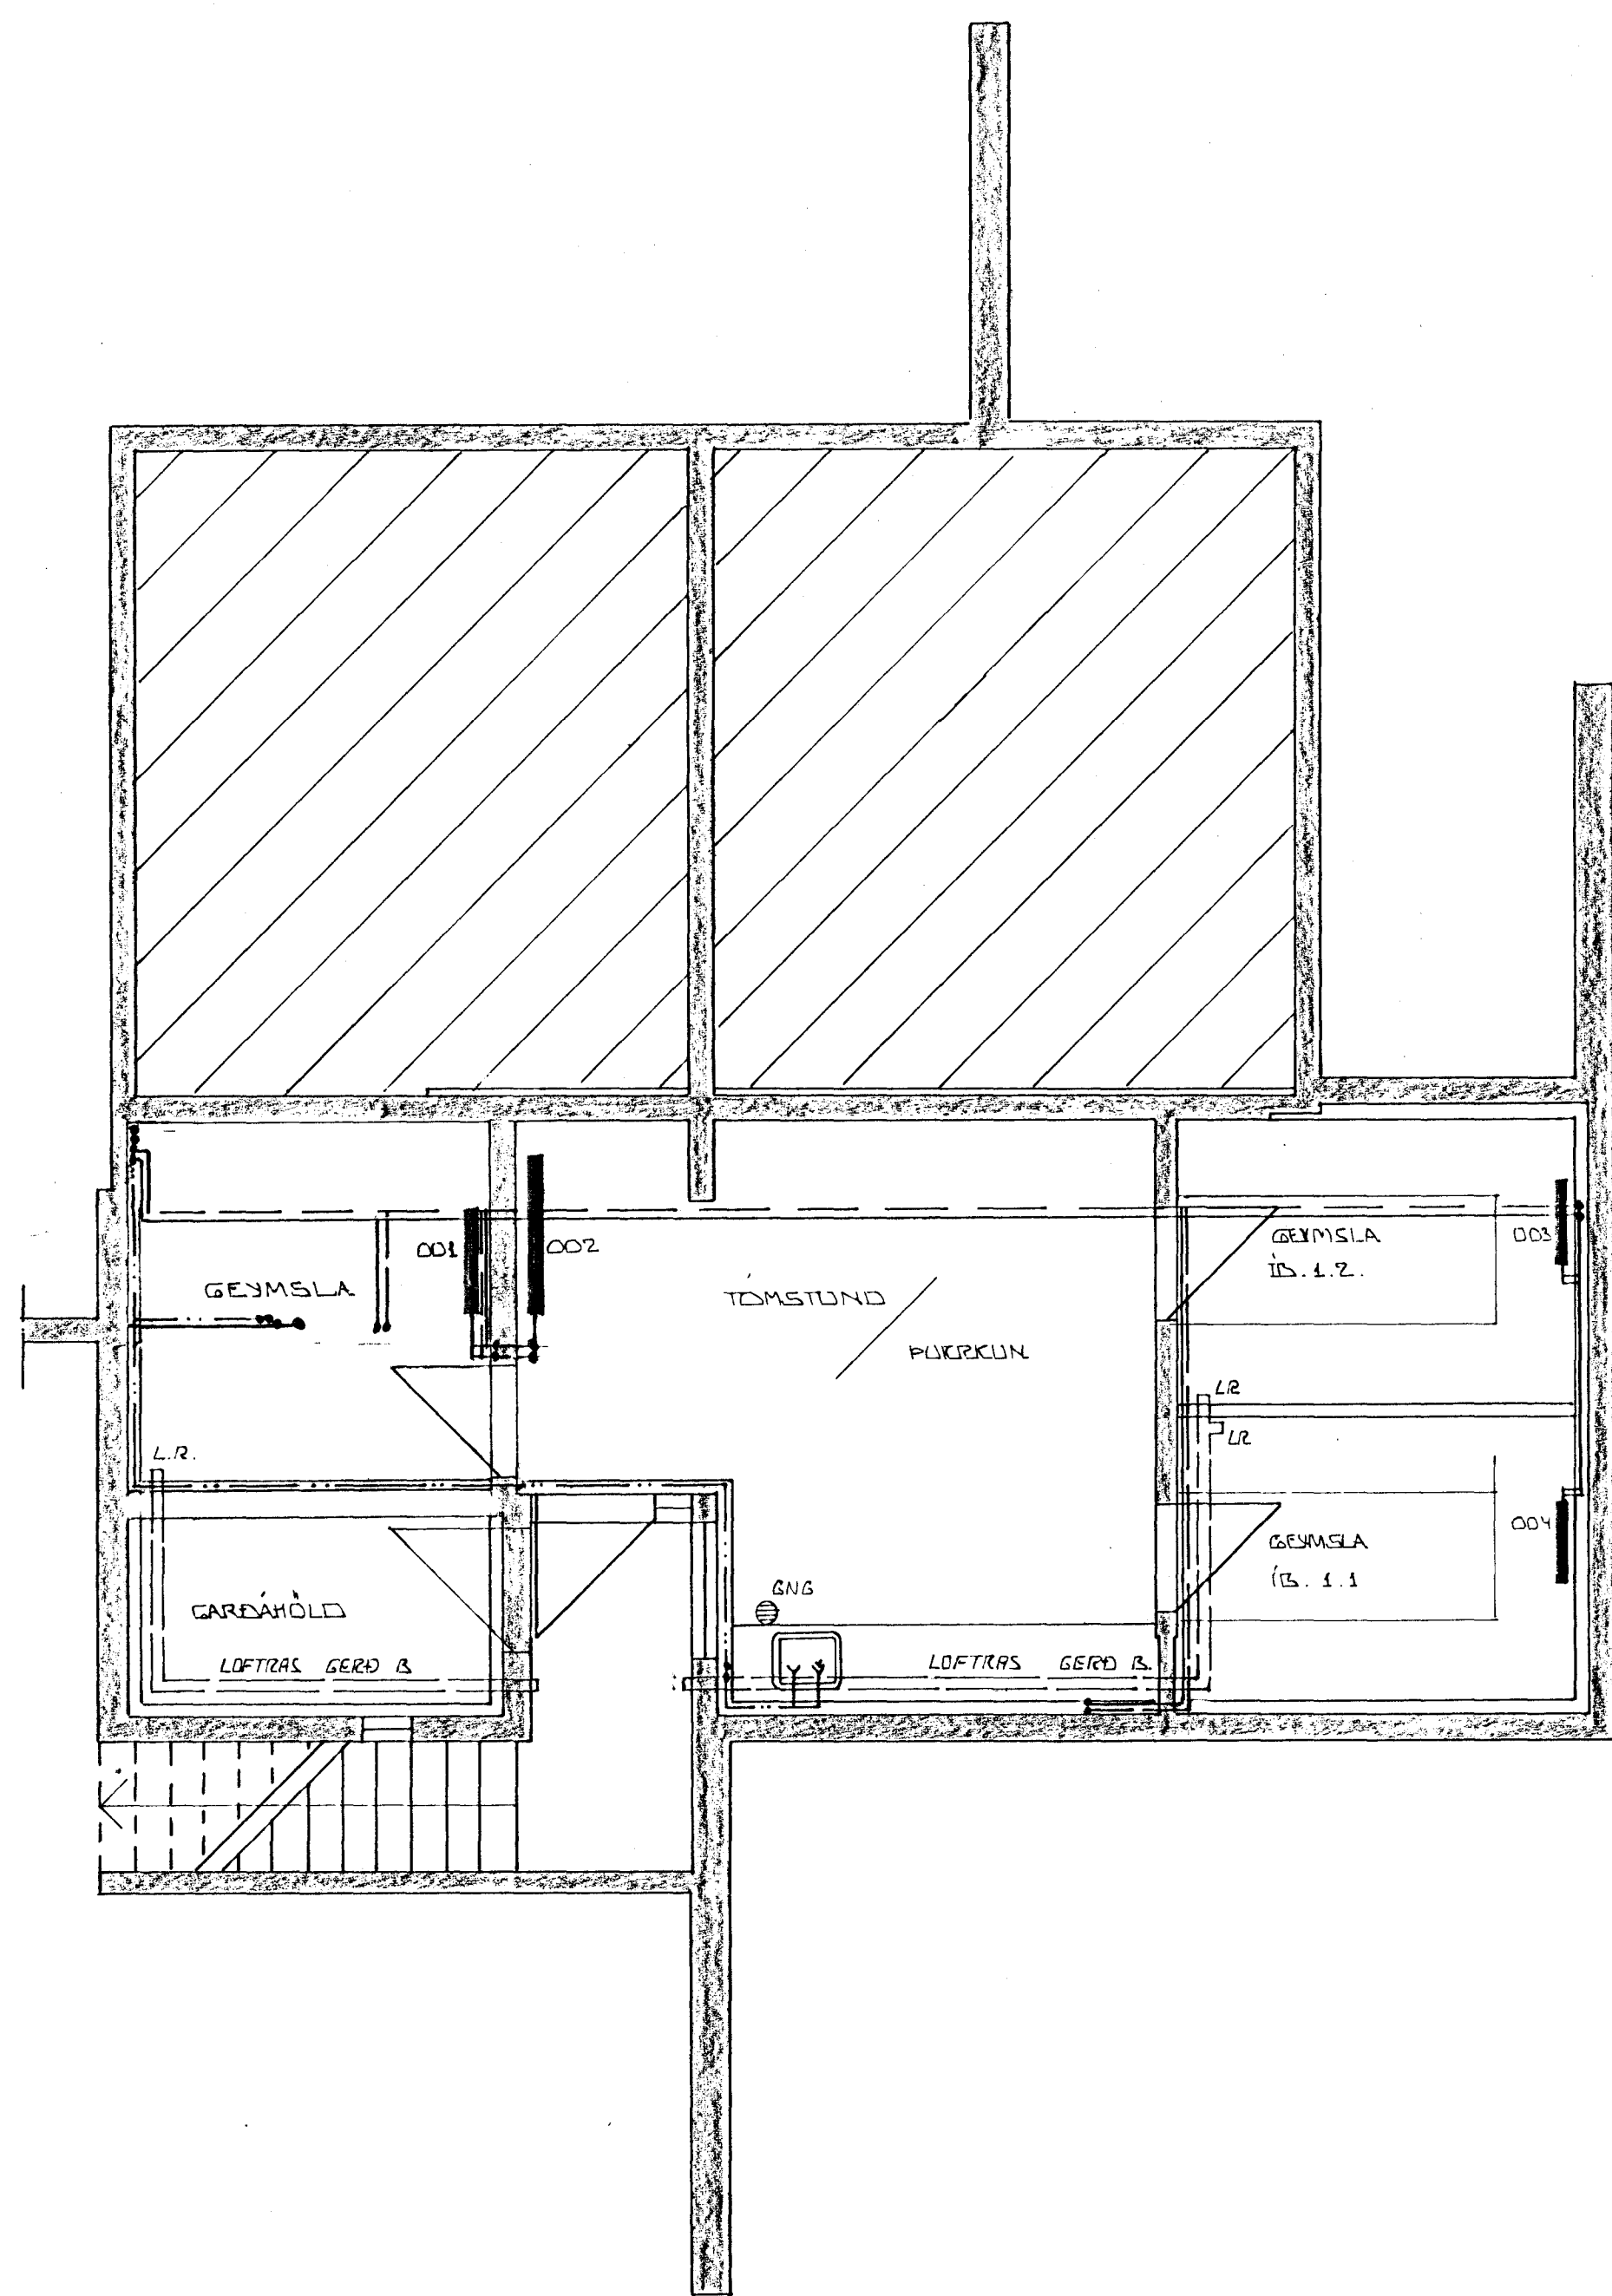 001
002
GEYMSLA
TÓMSTUND
ÞURRKUN
GEYMSLA
ÍB. 1.2.
003
LR
LR
L.R.
GEYMSLA
ÍB. 1.1
004
GNG
GARÐÁHÖLD
LOFTRÁS GERÐ B
LOFTRAS GERÐ B.